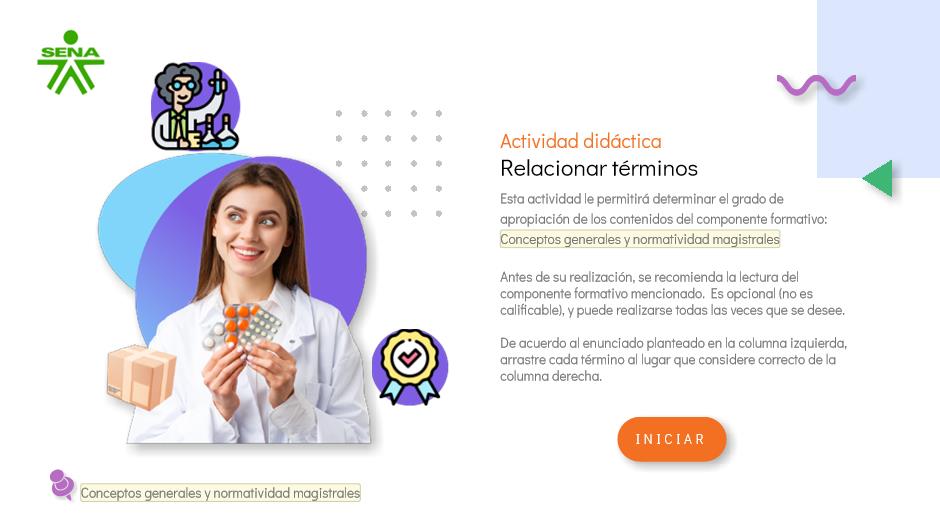 SENA
Actividad didáctica
Relacionar términos
Esta actividad le permitirá determinar el grado de
apropiación de los contenidos del componente formativo:
Conceptos generales y normatividad magistrales
Antes de su realización, se recomienda la lectura del
componente formativo mencionado. Es opcional (no es
calificable), y puede realizarse todas las veces que se desee.
De acuerdo al enunciado planteado en la columna izquierda,
arrastre cada término al lugar que considere correcto de la
columna derecha.
INICIAR
Conceptos generales y normatividad magistrales